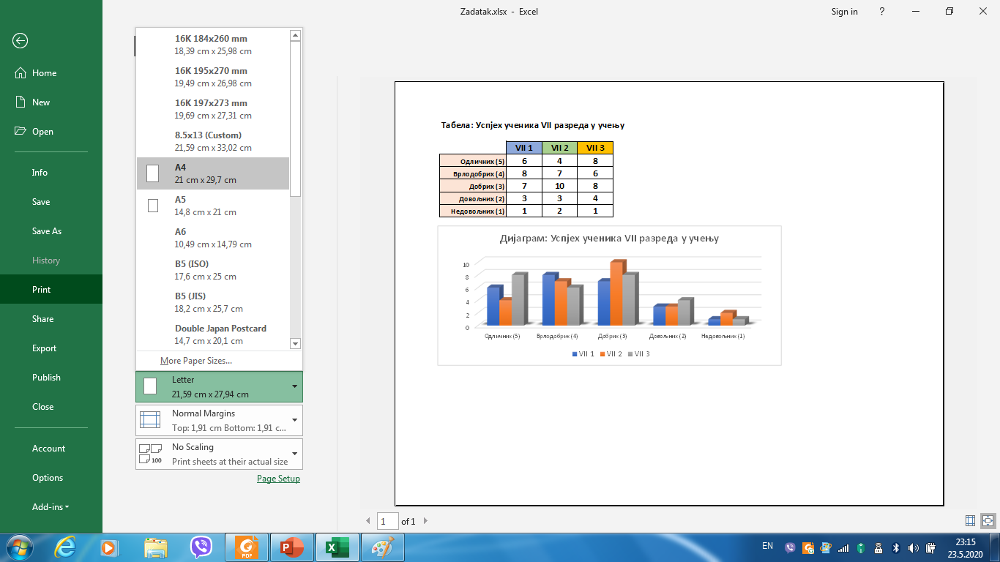 Zadatak.xlsx - Excel
Sign in
?
Home
New
Open
Info
Save
Save As
History
Print
Share
Export
Publish
Close
Account
Options
Add-ins
16K 184x260 mm
18,39 cm x 25,98 cm
16K 195x270 mm
19,49 cm x 26,98 cm
16K 197x273 mm
19,69 cm x 27,31 cm
8.5x13 (Custom)
21,59 cm x 33,02 cm
A4
21 cm x 29,7 cm
A5
14,8 cm x 21 cm
A6
10,49 cm x 14,79 cm
B5 (ISO)
17,6 cm x 25 cm
B5 (JIS)
18,2 cm x 25,7 cm
Double Japan Postcard
14,7 cm x 20,1 cm
More Paper Sizes...
Letter
21,59 cm x 27,94 cm
Normal Margins
Top: 1,91 cm Bottom: 1,91 c...
No Scaling
100
Print sheets at their actual size
Page Setup
Табела: Успјех ученика VII разреда у учењу
VII 1 VII 2 VII 3
Одличних (5) 6 4 8
Врлодобрих (4) 8 7 6
Добрих (3) 7 10 8
Довољних (2) 3 3 4
Недовољних (1) 1 2 1
Дијаграм: Успјех ученика VII разреда у учењу
10
8
6
4
2
0
Одличних (5) Врлодобрих (4) Добрих (3) Довољних (2) Недовољних (1)
VII 1 VII 2 VII 3
1 of 1
PDF
EN
23:15
23.5.2020